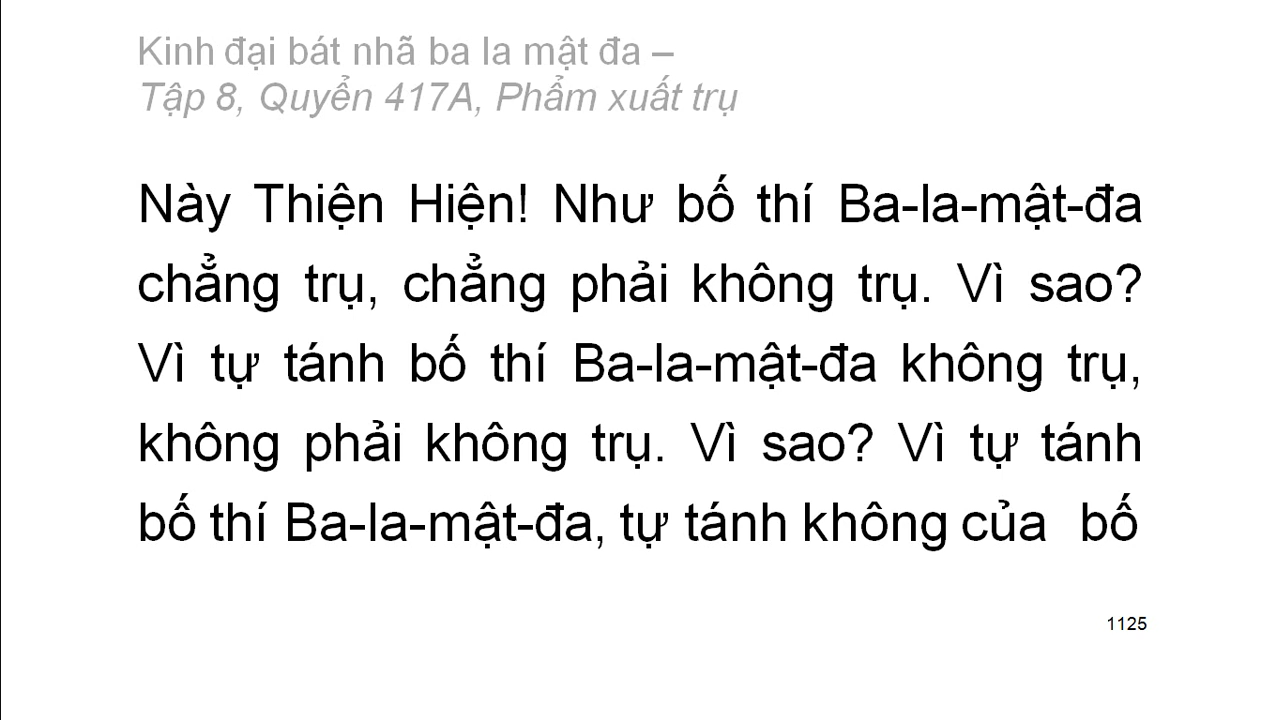 Kinh đại bát nhã ba la mật đa –
Tập 8, Quyển 417A, Phẩm xuất trụ
Này Thiện Hiện! Như bố thí Ba-la-mật-đa
chẳng trụ, chẳng phải không trụ. Vì sao?
Vì tự tánh bố thí Ba-la-mật-đa không trụ,
không phải không trụ. Vì sao? Vì tự tánh
bố thí Ba-la-mật-đa, tự tánh không của bố
1125